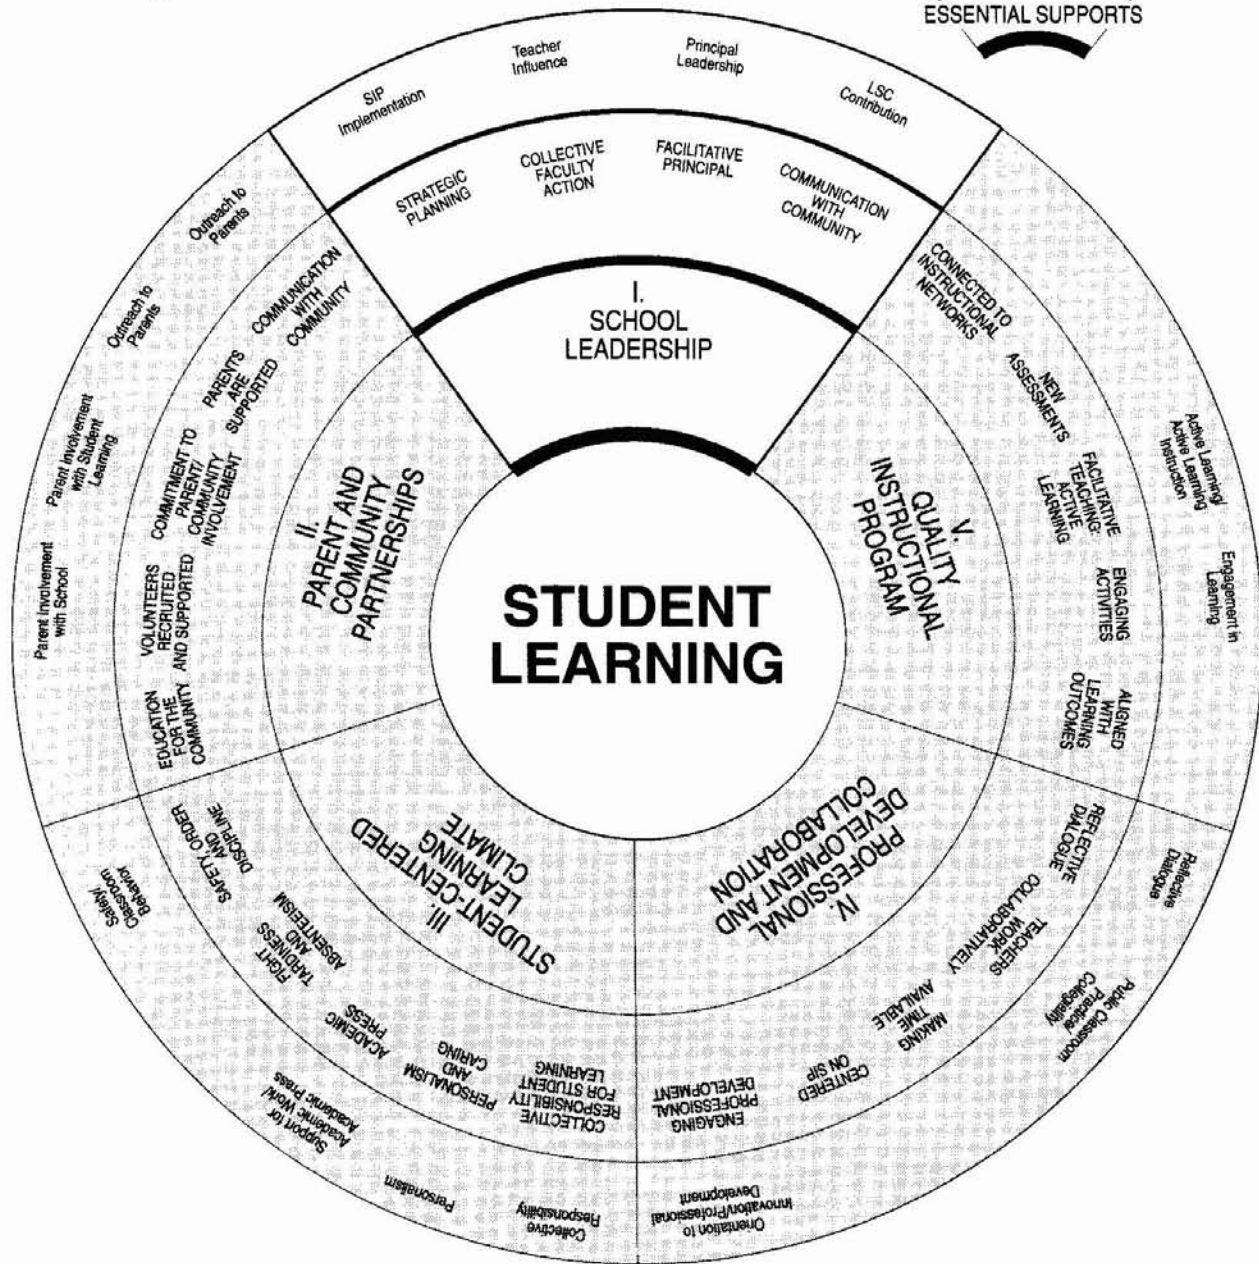 ESSENTIAL SUPPORTS
SIP
Implementation
Teacher
Influence
Principal
Leadership
LSC
Contribution
STRATEGIC
PLANNING
COLLECTIVE
FACULTY
ACTION
FACILITATIVE
PRINCIPAL
COMMUNICATION
WITH
COMMUNITY
I.
SCHOOL
LEADERSHIP
STUDENT
LEARNING
Outreach to
Parents
Outreach to
Parents
Parent Involvement
with Student
Learning
Parent Involvement
with School
COMMUNICATION
WITH
COMMUNITY
PARENTS
ARE
SUPPORTED
COMMITMENT TO
PARENT/
COMMUNITY
INVOLVEMENT
VOLUNTEERS
RECRUITED
AND SUPPORTED
EDUCATION
FOR THE
COMMUNITY
II.
PARENT AND
COMMUNITY
PARTNERSHIPS
III.
STUDENT-CENTERED
LEARNING
CLIMATE
SAFETY, ORDER
AND
DISCIPLINE
FIGHT
TARDINESS
AND
ABSENTEEISM
ACADEMIC
PRESS
PERSONALISM
AND
CARING
COLLECTIVE
RESPONSIBILITY
FOR STUDENT
LEARNING
Safety/
Classroom
Behavior
Support for
Academic Work/
Academic Press
Personalism
Collective
Responsibility
IV.
PROFESSIONAL
DEVELOPMENT AND
COLLABORATION
ENGAGING
PROFESSIONAL
DEVELOPMENT
CENTERED
ON SIP
MAKING
TIME
AVAILABLE
TEACHERS
WORK
COLLABORATIVELY
REFLECTIVE
DIALOGUE
Orientation to
Innovation/Professional
Development
Public Classroom
Practical
Collegiality
Reflective
Dialogue
V.
QUALITY
INSTRUCTIONAL
PROGRAM
CONNECTED TO
INSTRUCTIONAL
NETWORKS
NEW
ASSESSMENTS
FACILITATIVE
TEACHING:
ACTIVE
LEARNING
ENGAGING
ACTIVITIES
ALIGNED
WITH
LEARNING
OUTCOMES
Active Learning/
Active Learning
Instruction
Engagement in
Learning